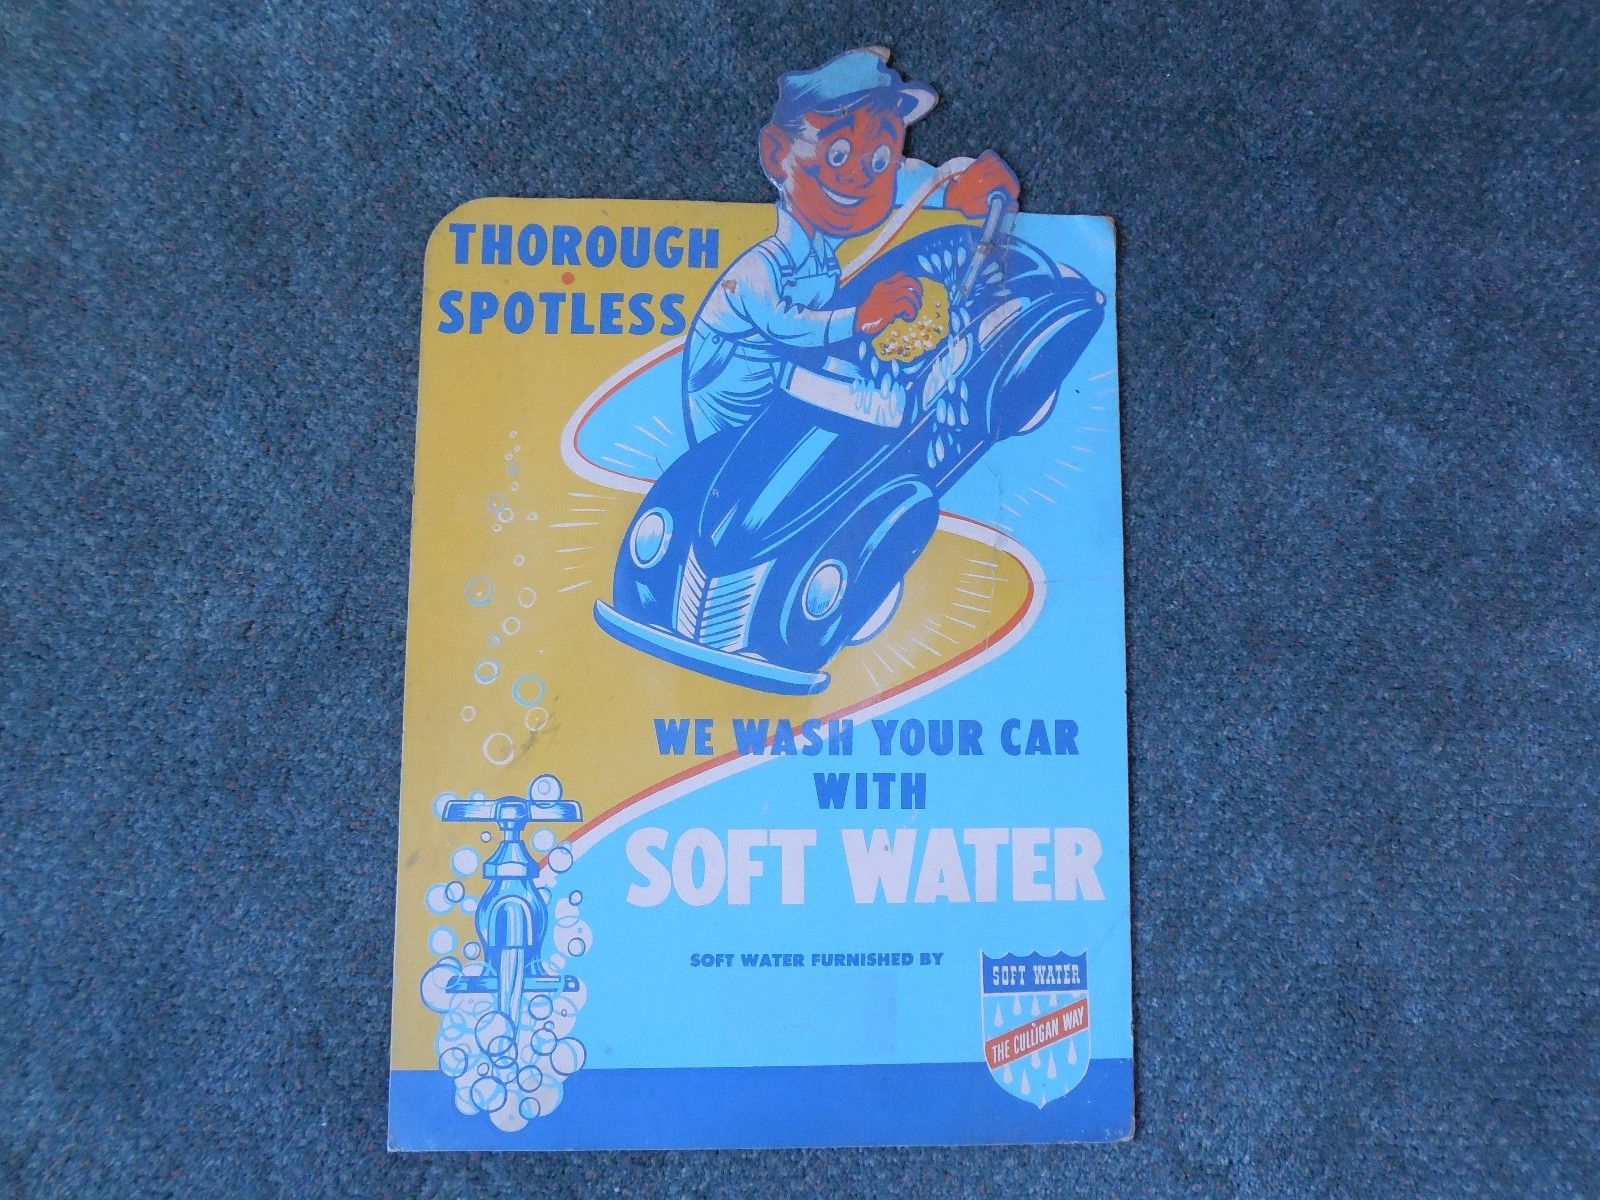 THOROUGH
SPOTLESS
WE WASH YOUR CAR
WITH
SOFT WATER
SOFT WATER FURNISHED BY
SOFT WATER
THE CULLIGAN WAY